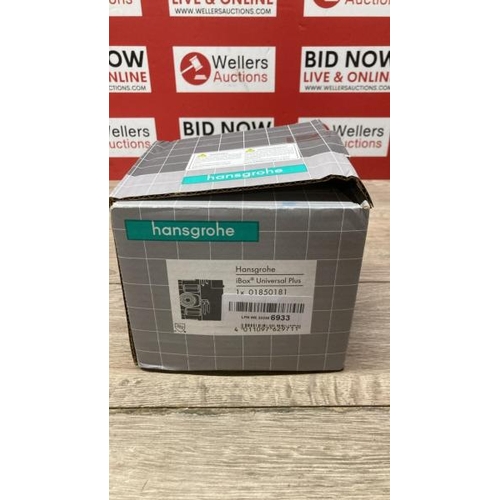 LIVE & ONLINE
WWW.WELLERSAUCTIONS.COM
Wellers
Auctions
BID NOW
LIVE & ONLINE
WWW.WELLERSAUCTIONS.COM
Wellers
Auctions
BID NOW
LIVE & ONLINE
BID NOW
Wellers
Auctions
hansgrohe
hansgrohe
Hansgrohe
iBox® Universal Plus
1x 01850181
6933